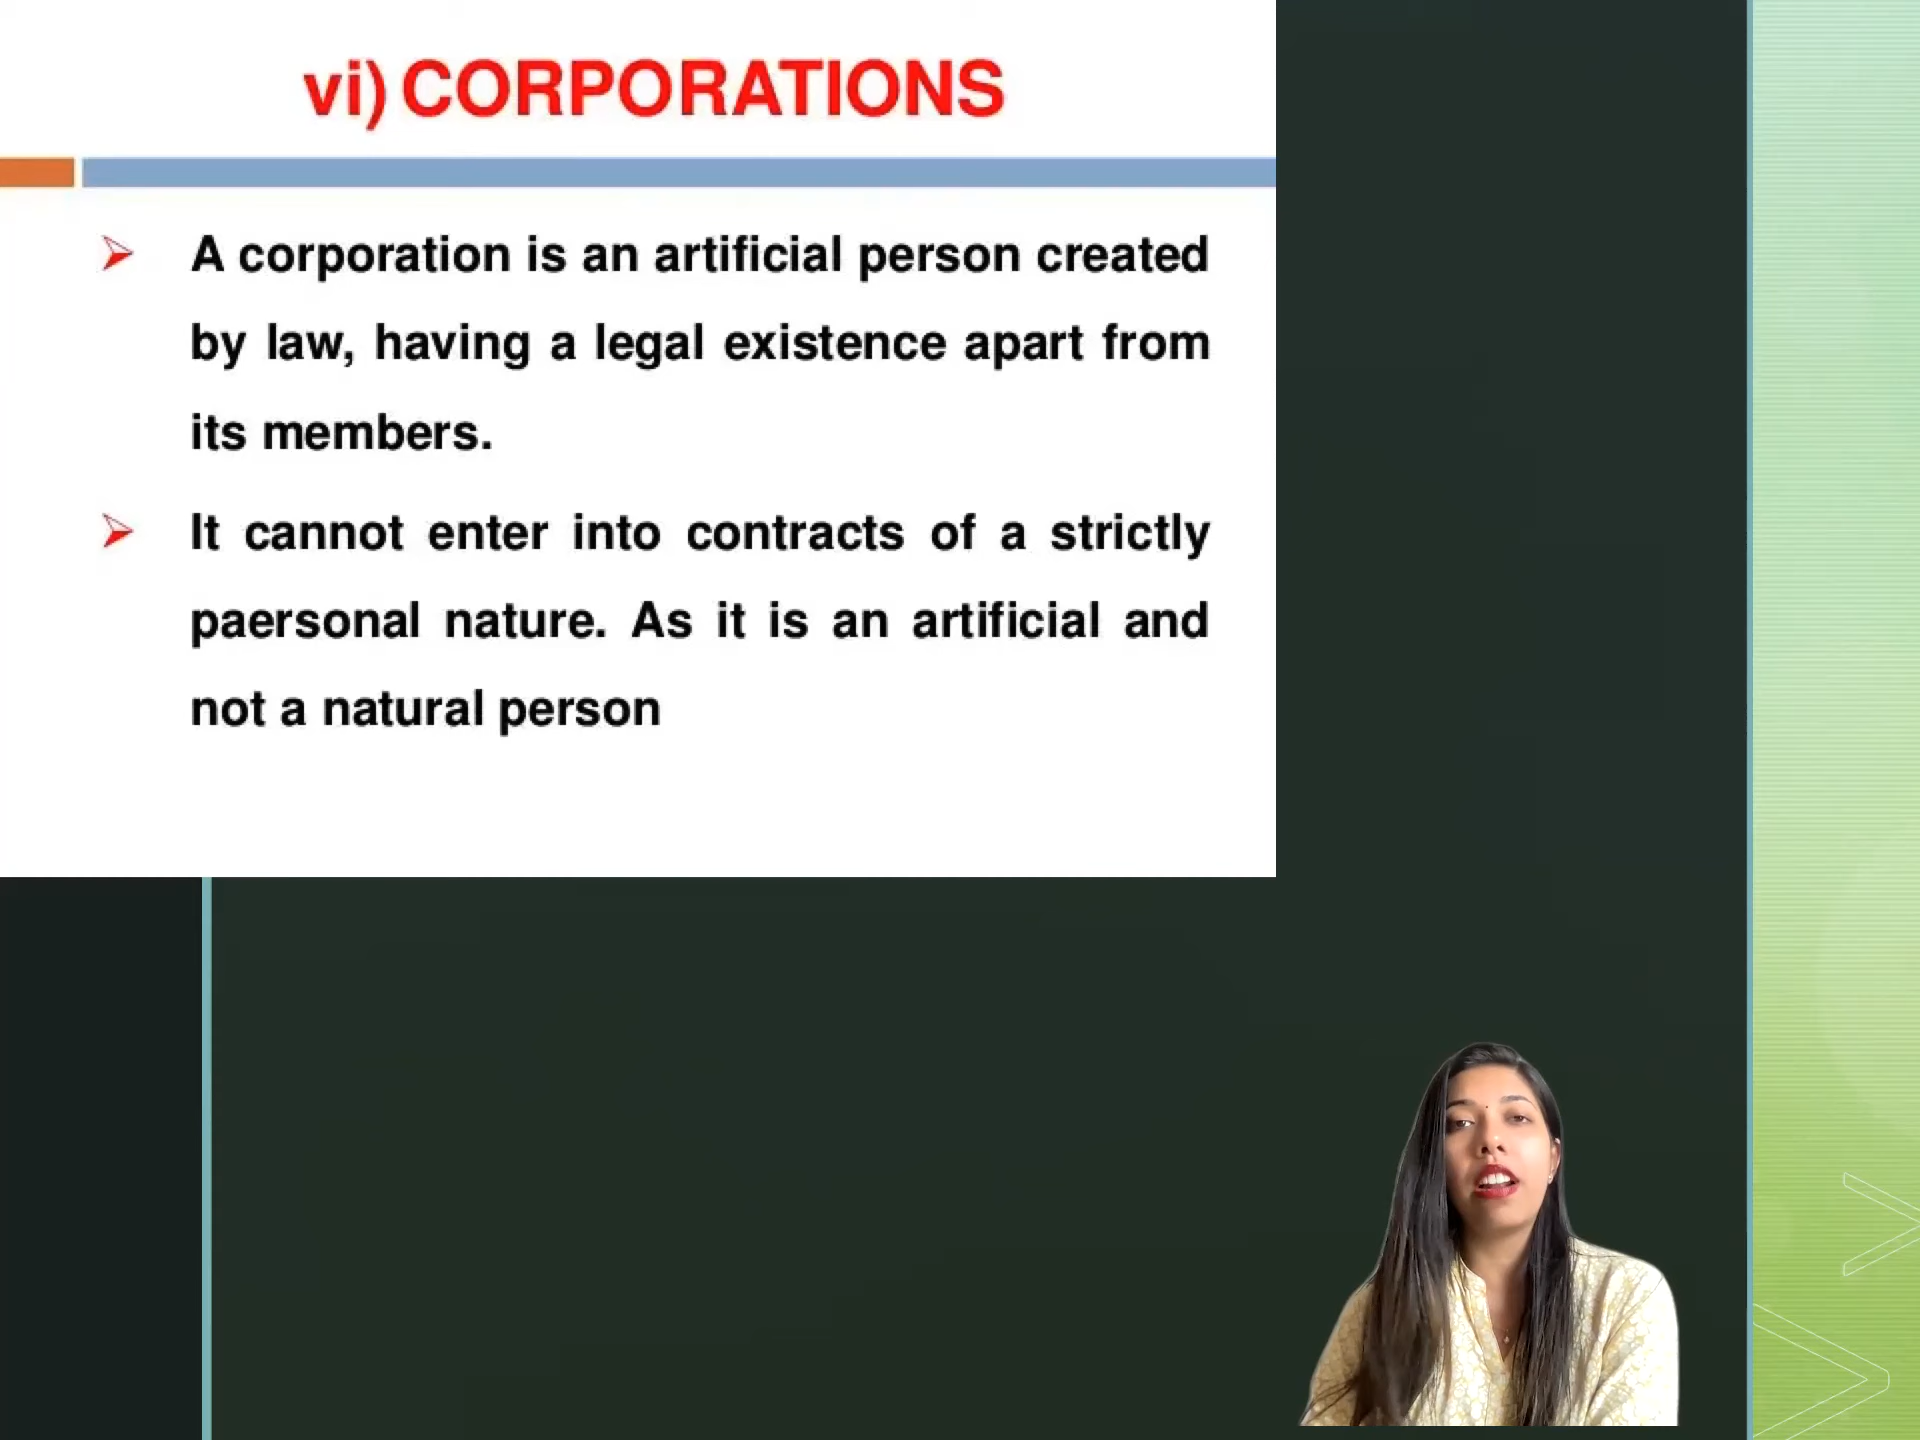 vi) CORPORATIONS
A corporation is an artificial person created
by law, having a legal existence apart from
its members.
It cannot enter into contracts of a strictly
paersonal nature. As it is an artificial and
not a natural person